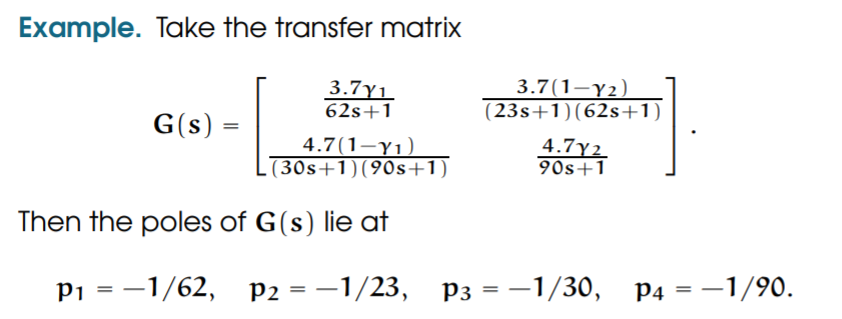 Example. Take the transfer matrix
G(s) = [ 3.7γ₁/(62s+1)  3.7(1−γ₂)/((23s+1)(62s+1))
4.7(1−γ₁)/((30s+1)(90s+1))  4.7γ₂/(90s+1) ] .
Then the poles of G(s) lie at
p₁ = −1/62, p₂ = −1/23, p₃ = −1/30, p₄ = −1/90.